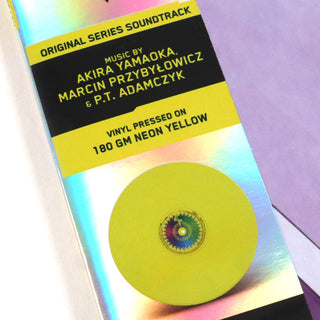 ORIGINAL SERIES SOUNDTRACK
MUSIC BY
AKIRA YAMAOKA,
MARCIN PRZYBYŁOWICZ
& P.T. ADAMCZYK
VINYL PRESSED ON
180 GM NEON YELLOW